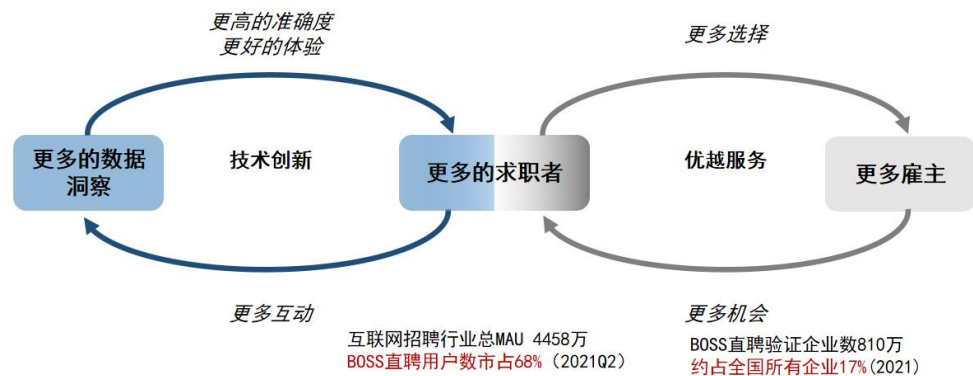 更高的准确度
更好的体验
更多选择
更多的数据
洞察
技术创新
更多的求职者
优越服务
更多雇主
更多互动
更多机会
互联网招聘行业总MAU 4458万
BOSS直聘用户数市占68%（2021Q2）
BOSS直聘验证企业数810万
约占全国所有企业17%(2021)